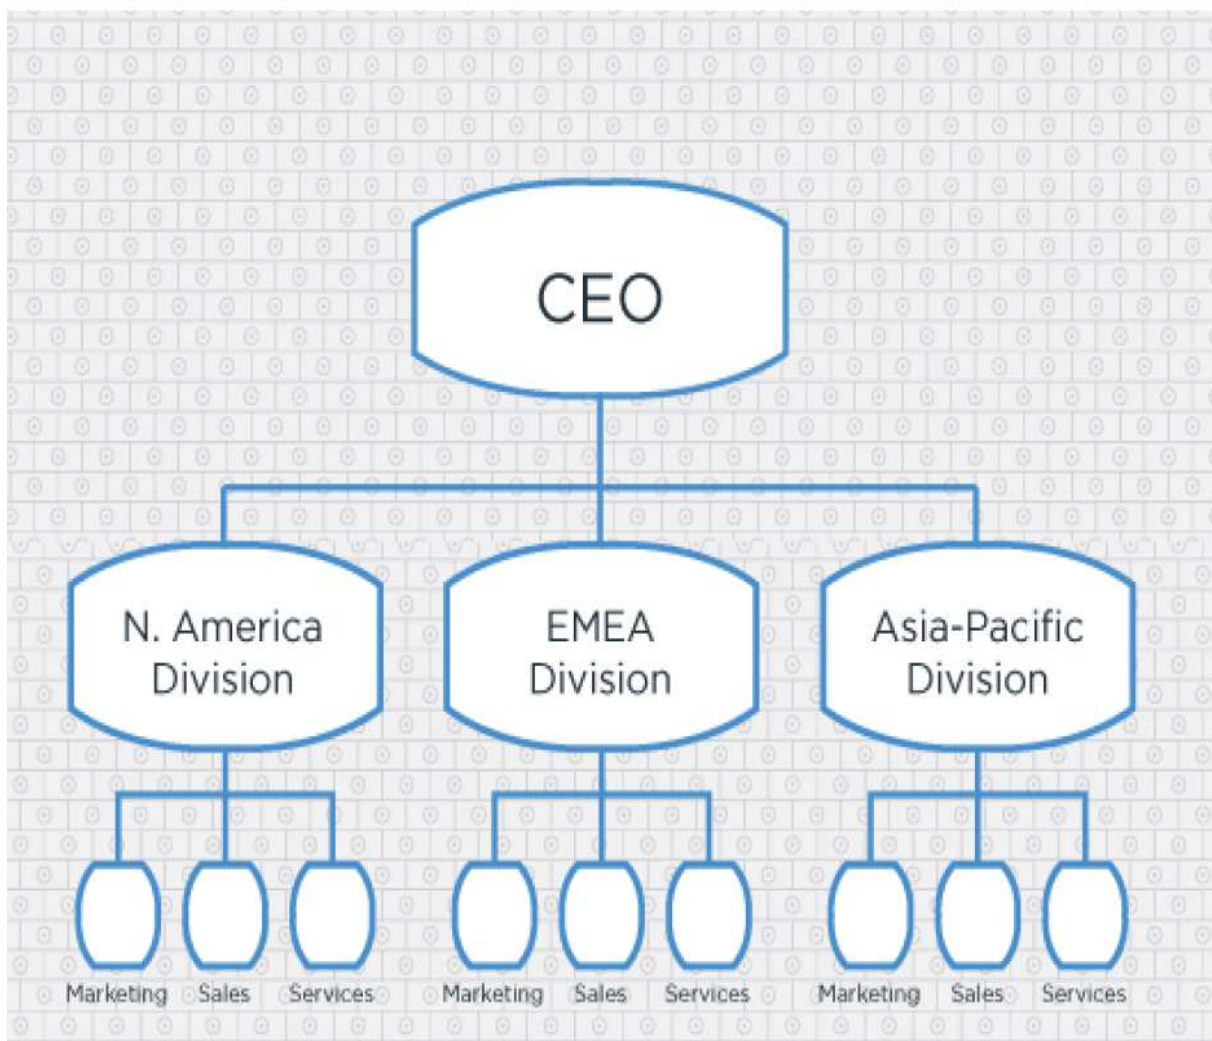 CEO
N. America
Division
EMEA
Division
Asia-Pacific
Division
Marketing Sales Services Marketing Sales Services Marketing Sales Services